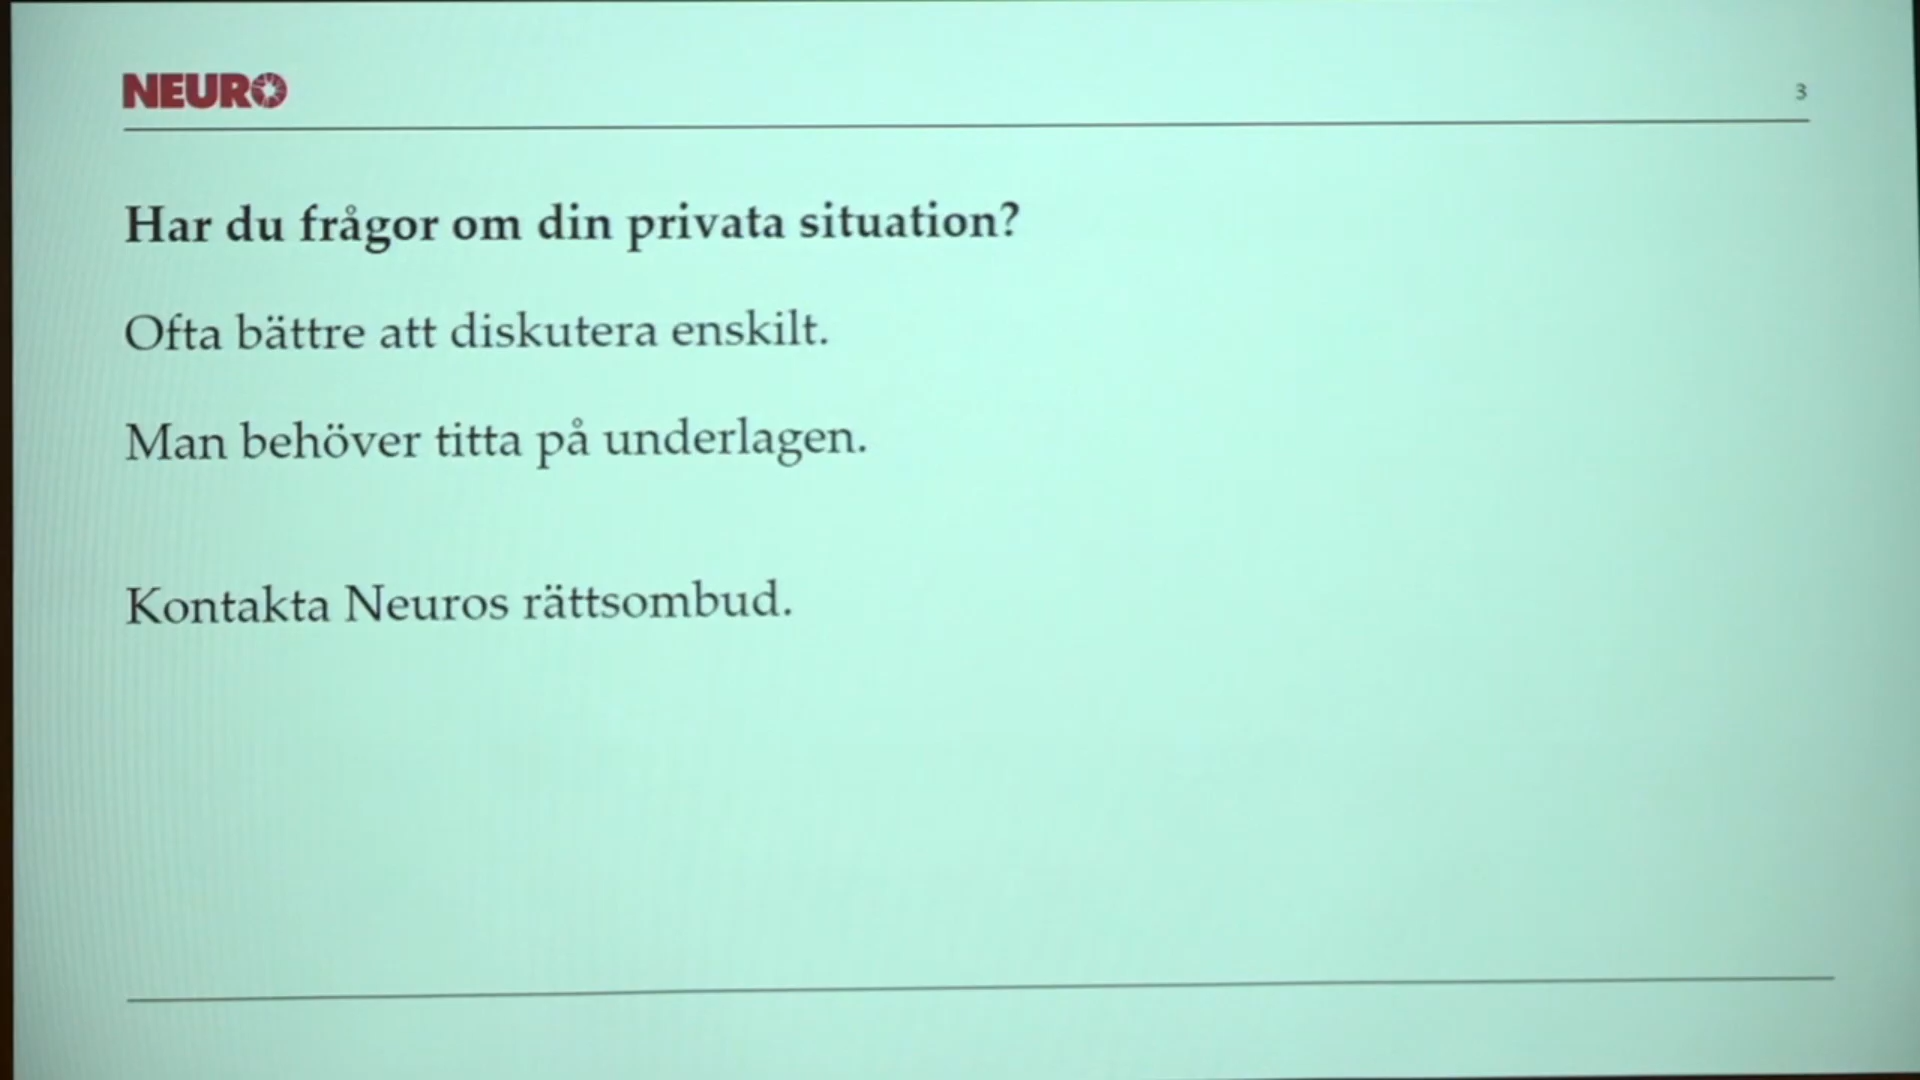 NEURO
3
Har du frågor om din privata situation?
Ofta bättre att diskutera enskilt.
Man behöver titta på underlagen.
Kontakta Neuros rättsombud.